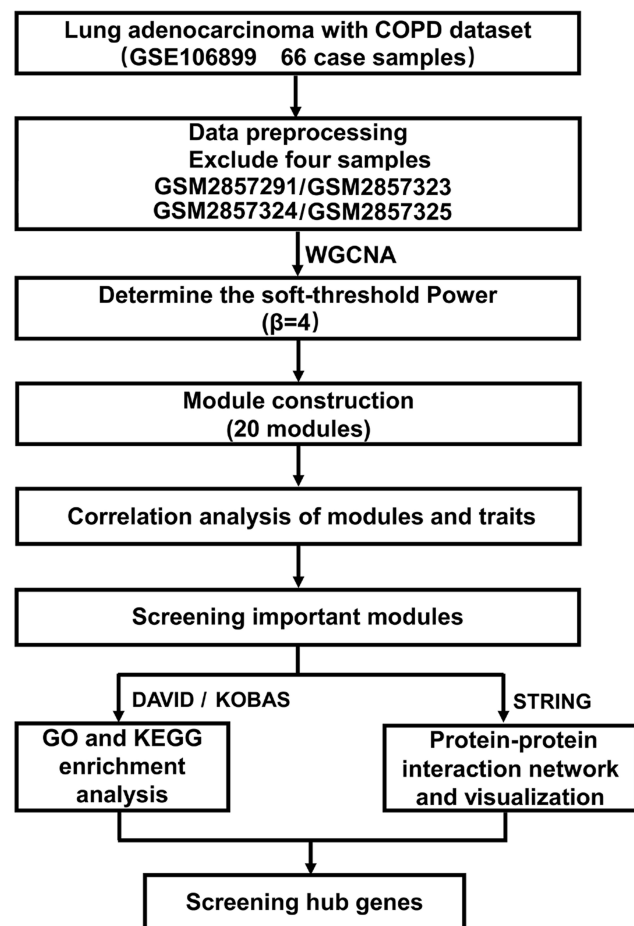 Lung adenocarcinoma with COPD dataset
(GSE106899 66 case samples)
Data preprocessing
Exclude four samples
GSM2857291/GSM2857323
GSM2857324/GSM2857325
WGCNA
Determine the soft-threshold Power
(β=4)
Module construction
(20 modules)
Correlation analysis of modules and traits
Screening important modules
DAVID / KOBAS
STRING
GO and KEGG
enrichment
analysis
Protein-protein
interaction network
and visualization
Screening hub genes